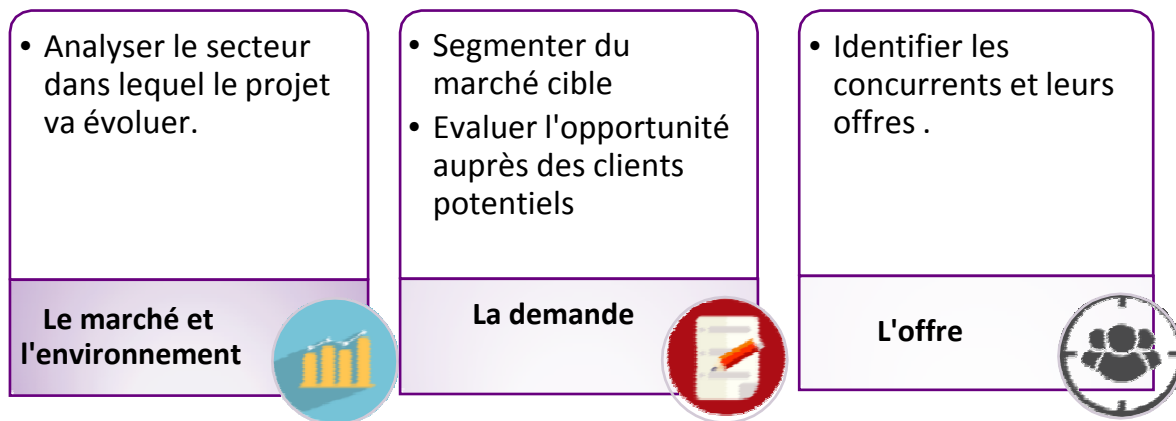 • Analyser le secteur
dans lequel le projet
va évoluer.
Le marché et
l'environnement
• Segmenter du
marché cible
• Evaluer l'opportunité
auprès des clients
potentiels
La demande
• Identifier les
concurrents et leurs
offres .
L'offre